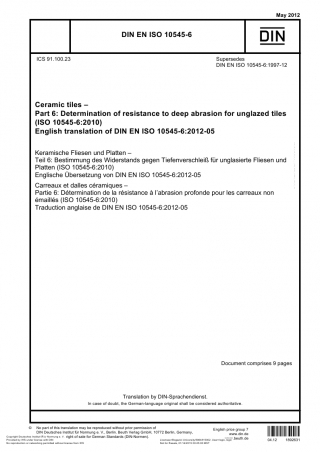 May 2012
DIN EN ISO 10545-6
DIN
ICS 91.100.23
Supersedes
DIN EN ISO 10545-6:1997-12
Ceramic tiles –
Part 6: Determination of resistance to deep abrasion for unglazed tiles
(ISO 10545-6:2010)
English translation of DIN EN ISO 10545-6:2012-05
Keramische Fliesen und Platten –
Teil 6: Bestimmung des Widerstands gegen Tiefenverschleiß für unglasierte Fliesen und
Platten (ISO 10545-6:2010)
Englische Übersetzung von DIN EN ISO 10545-6:2012-05
Carreaux et dalles céramiques –
Partie 6: Détermination de la résistance à l'abrasion profonde pour les carreaux non
émaillés (ISO 10545-6:2010)
Traduction anglaise de DIN EN ISO 10545-6:2012-05
Document comprises 9 pages
Translation by DIN-Sprachendienst.
In case of doubt, the German-language original shall be considered authoritative.
© No part of this translation may be reproduced without prior permission of
DIN Deutsches Institut für Normung e. V., Berlin. Beuth Verlag GmbH, 10772 Berlin, Germany,
right of sale for German Standards (DIN-Normen).
English price group 7
www.din.de
www.beuth.de
04.12